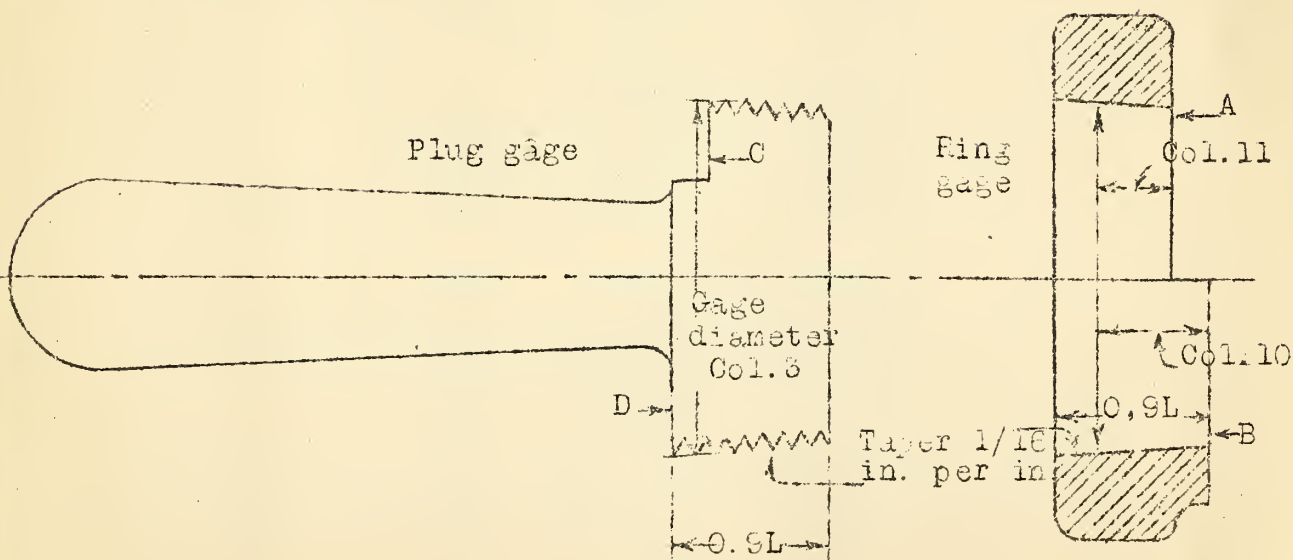 Plug gage
C
Ring
gage
A
Col.11
Gage
diameter
Col.3
D
Col.10
0.9L
B
Taper 1/16
in. per in
0.9L